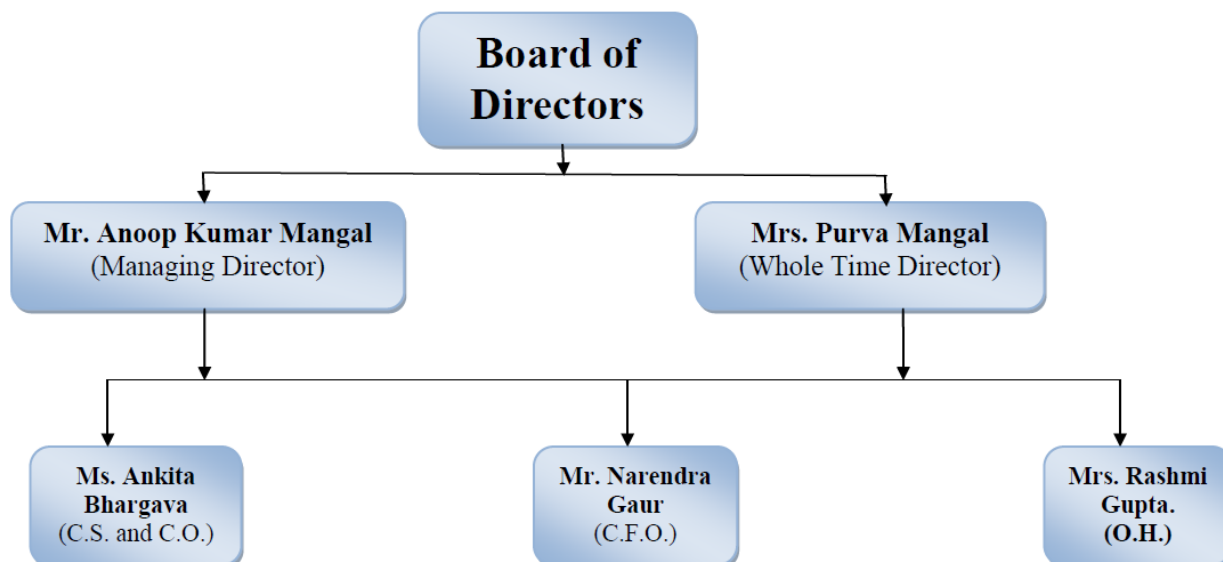 Board of
Directors
Mr. Anoop Kumar Mangal
(Managing Director)
Mrs. Purva Mangal
(Whole Time Director)
Ms. Ankita
Bhargava
(C.S. and C.O.)
Mr. Narendra
Gaur
(C.F.O.)
Mrs. Rashmi
Gupta.
(O.H.)